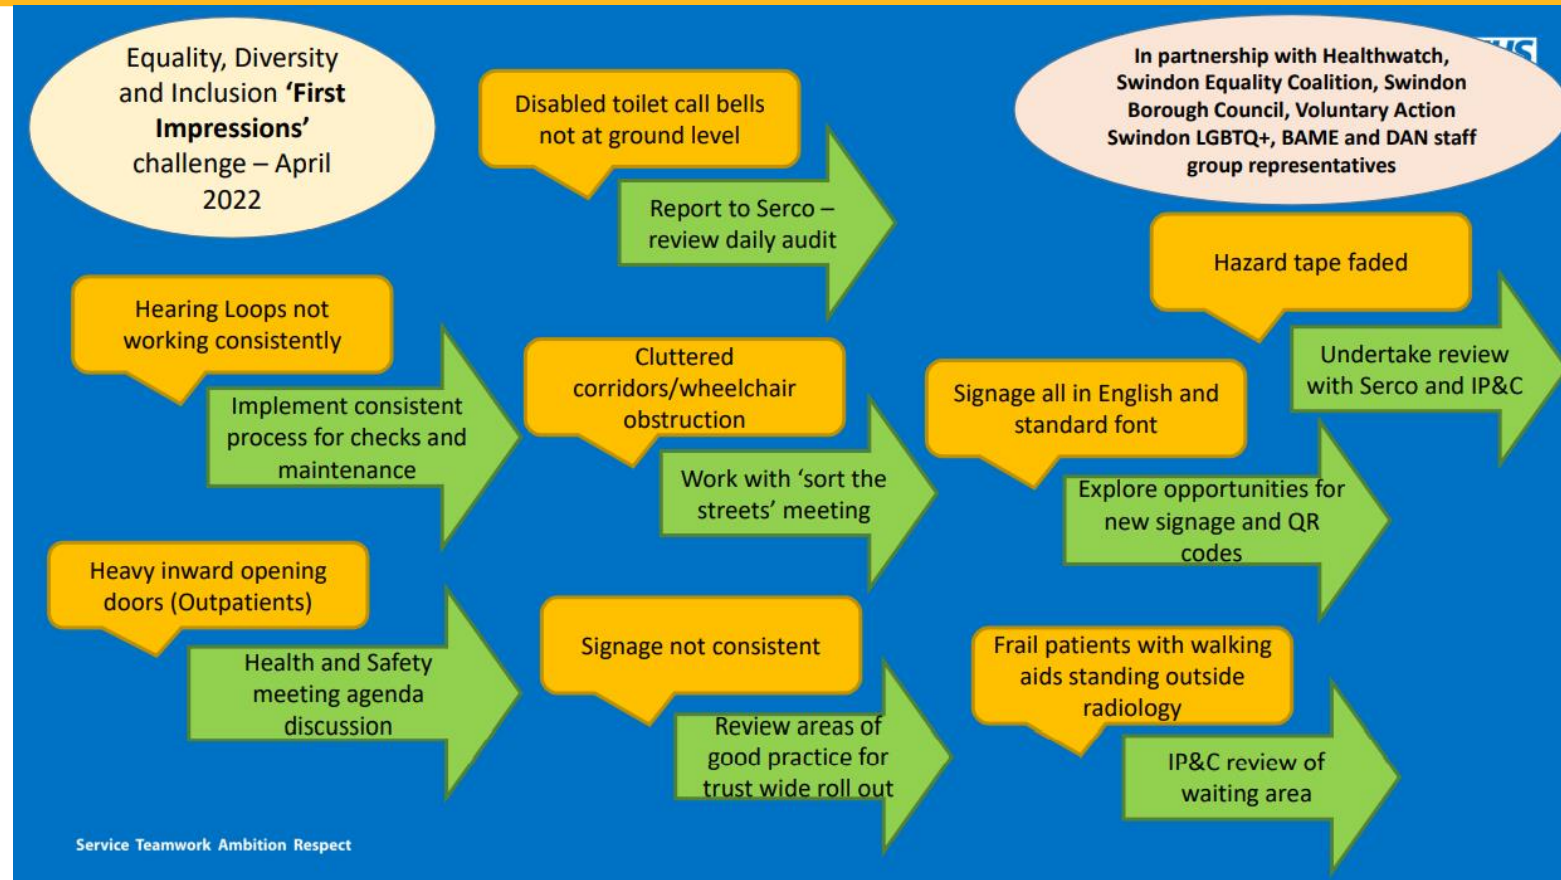 Equality, Diversity
and Inclusion ‘First
Impressions’
challenge – April
2022
In partnership with Healthwatch,
Swindon Equality Coalition, Swindon
Borough Council, Voluntary Action
Swindon LGBTQ+, BAME and DAN staff
group representatives
Disabled toilet call bells
not at ground level
Report to Serco –
review daily audit
Hazard tape faded
Undertake review
with Serco and IP&C
Hearing Loops not
working consistently
Implement consistent
process for checks and
maintenance
Cluttered
corridors/wheelchair
obstruction
Work with ‘sort the
streets’ meeting
Signage all in English and
standard font
Explore opportunities for
new signage and QR
codes
Heavy inward opening
doors (Outpatients)
Health and Safety
meeting agenda
discussion
Signage not consistent
Review areas of
good practice for
trust wide roll out
Frail patients with walking
aids standing outside
radiology
IP&C review of
waiting area
Service Teamwork Ambition Respect